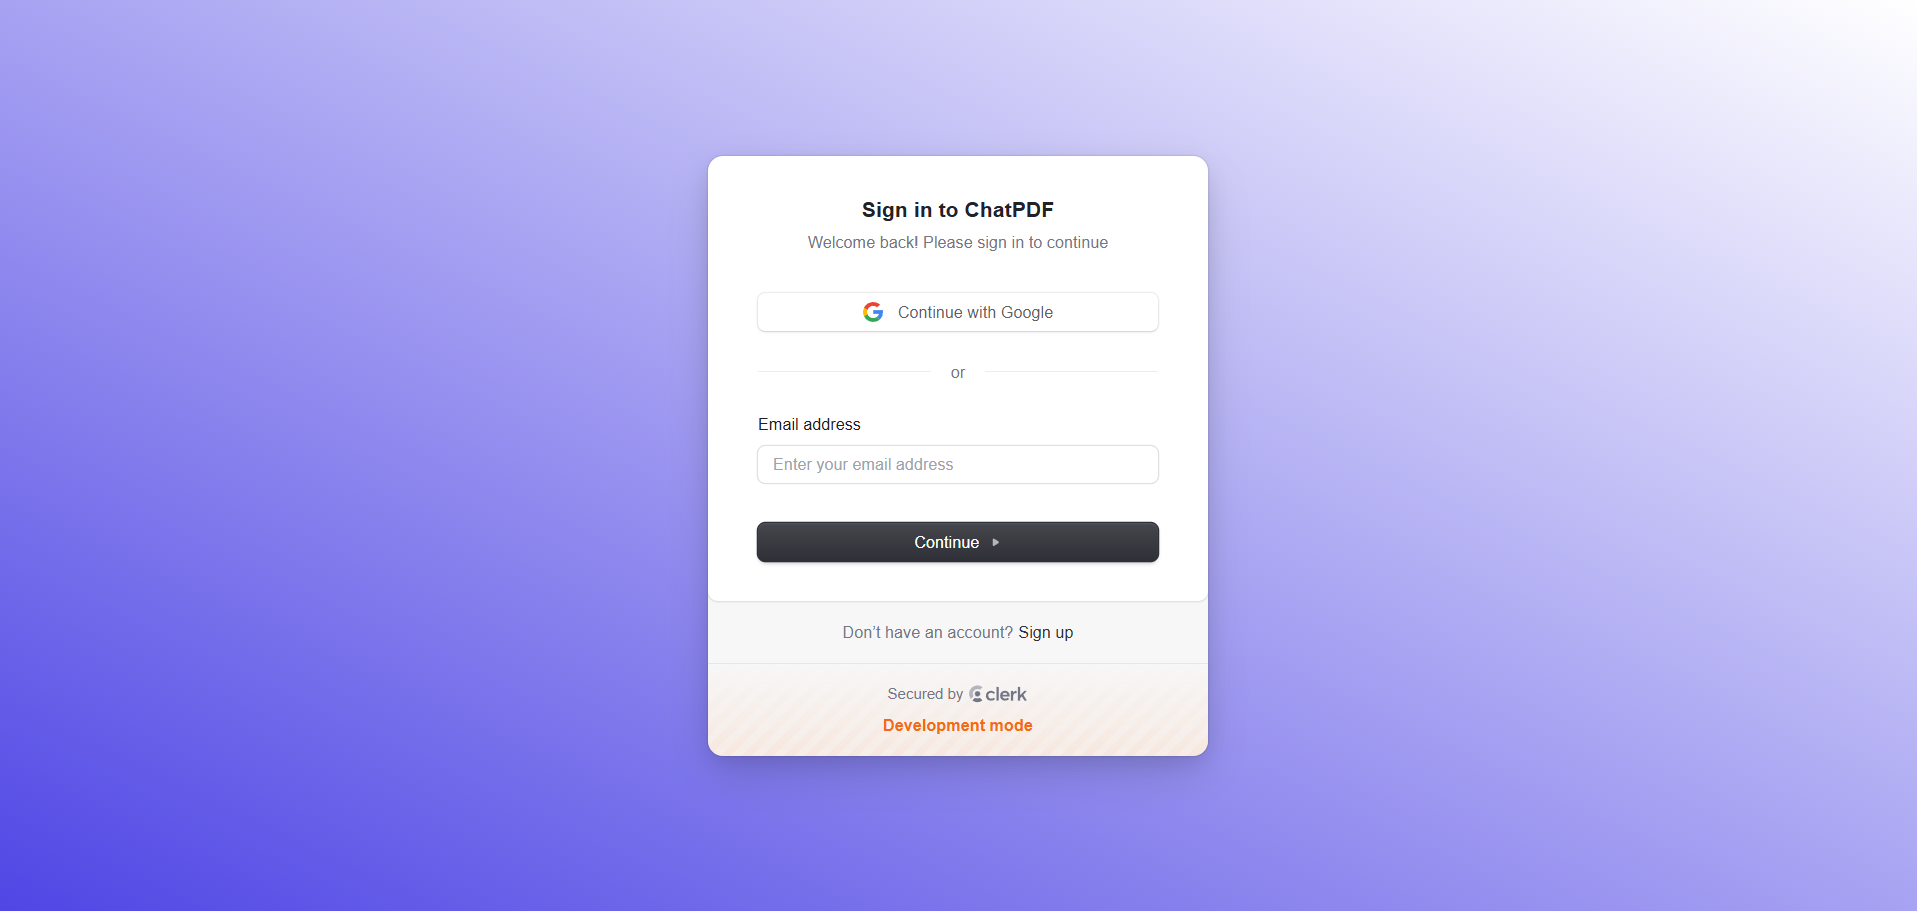 Sign in to ChatPDF
Welcome back! Please sign in to continue
Continue with Google
or
Email address
Enter your email address
Continue
Don’t have an account? Sign up
Secured by clerk
Development mode